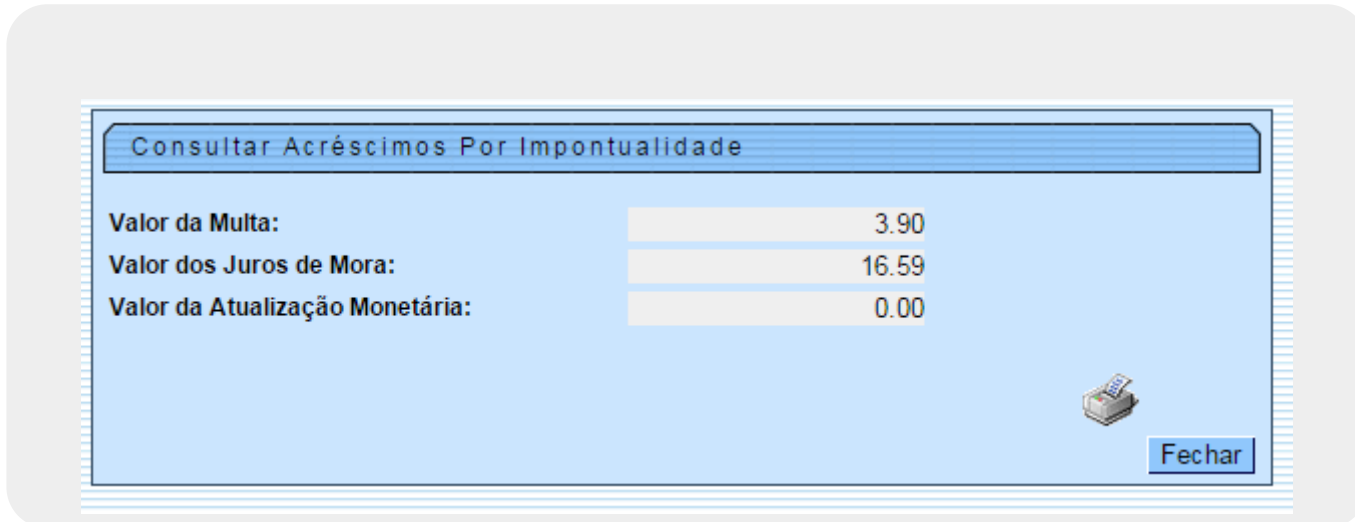 Consultar Acréscimos Por Impontualidade
Valor da Multa: 3.90
Valor dos Juros de Mora: 16.59
Valor da Atualização Monetária: 0.00
Fechar